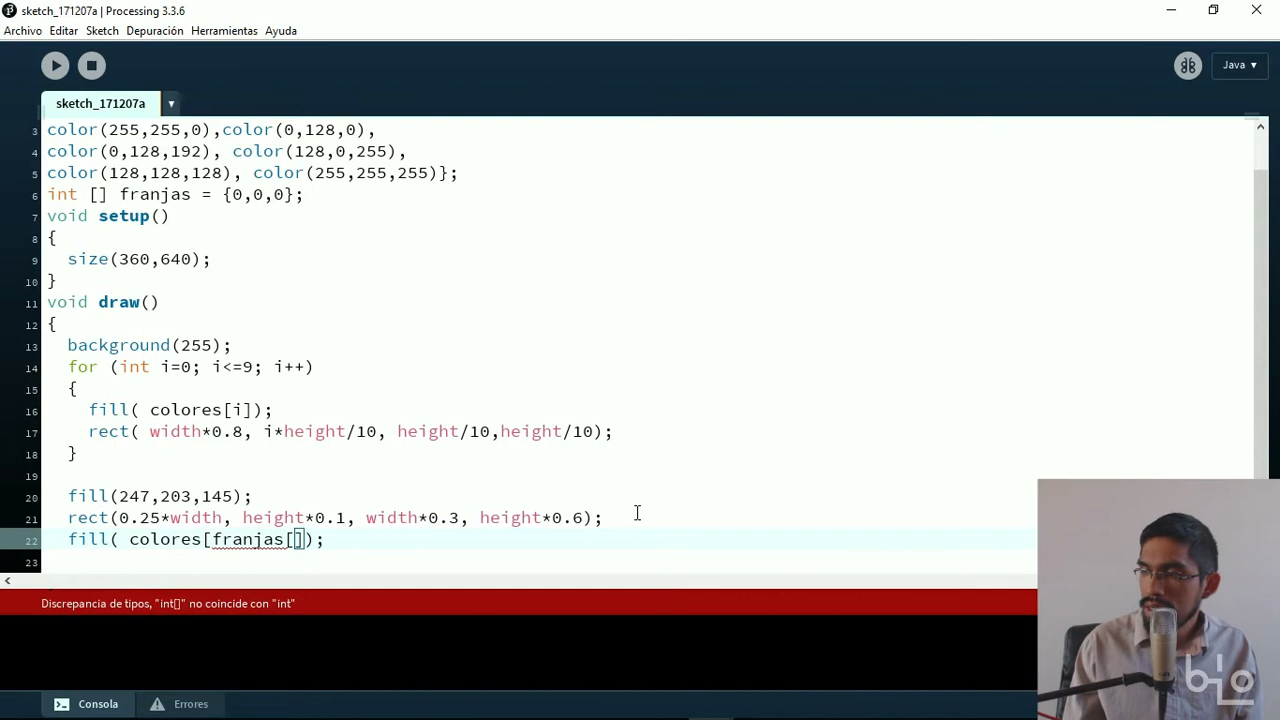 sketch_171207a | Processing 3.3.6
Archivo Editar Sketch Depuración Herramientas Ayuda
Java ▾
sketch_171207a ▾
3 color(255,255,0),color(0,128,0),
4 color(0,128,192), color(128,0,255),
5 color(128,128,128), color(255,255,255)};
6 int [] franjas = {0,0,0};
7 void setup()
8 {
9 size(360,640);
10 }
11 void draw()
12 {
13 background(255);
14 for (int i=0; i<=9; i++)
15 {
16 fill( colores[i]);
17 rect( width*0.8, i*height/10, height/10,height/10);
18 }
19
20 fill(247,203,145);
21 rect(0.25*width, height*0.1, width*0.3, height*0.6);
22 fill( colores[franjas[]);
23
Discrepancia de tipos, "int[]" no coincide con "int"
Consola Errores